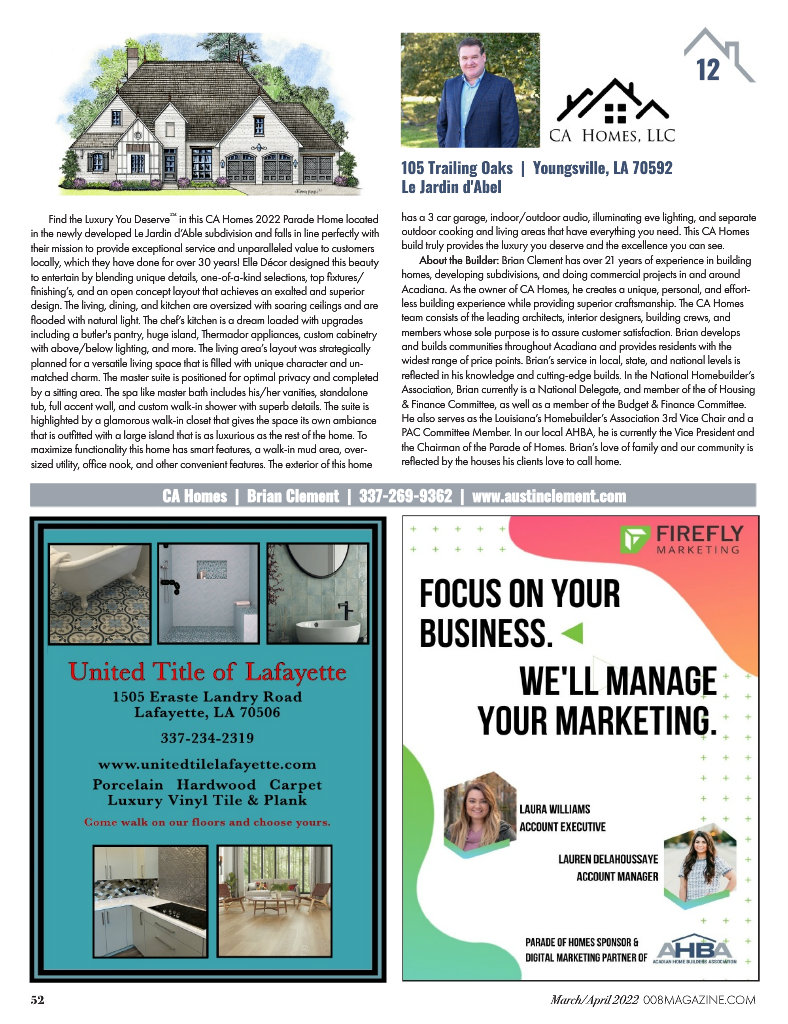 12
CA HOMES, LLC
105 Trailing Oaks | Youngsville, LA 70592
Le Jardin d'Abel
Find the Luxury You Deserve℠ in this CA Homes 2022 Parade Home located
in the newly developed Le Jardin d’Able subdivision and falls in line perfectly with
their mission to provide exceptional service and unparalleled value to customers
locally, which they have done for over 30 years! Elle Décor designed this beauty
to entertain by blending unique details, one-of-a-kind selections, top fixtures/
finishing’s, and an open concept layout that achieves an exalted and superior
design. The living, dining, and kitchen are oversized with soaring ceilings and are
flooded with natural light. The chef’s kitchen is a dream loaded with upgrades
including a butler's pantry, huge island, Thermador appliances, custom cabinetry
with above/below lighting, and more. The living area’s layout was strategically
planned for a versatile living space that is filled with unique character and un-
matched charm. The master suite is positioned for optimal privacy and completed
by a sitting area. The spa like master bath includes his/her vanities, standalone
tub, full accent wall, and custom walk-in shower with superb details. The suite is
highlighted by a glamorous walk-in closet that gives the space its own ambiance
that is outfitted with a large island that is as luxurious as the rest of the home. To
maximize functionality this home has smart features, a walk-in mud area, over-
sized utility, office nook, and other convenient features. The exterior of this home
has a 3 car garage, indoor/outdoor audio, illuminating eve lighting, and separate
outdoor cooking and living areas that have everything you need. This CA Homes
build truly provides the luxury you deserve and the excellence you can see.
About the Builder: Brian Clement has over 21 years of experience in building
homes, developing subdivisions, and doing commercial projects in and around
Acadiana. As the owner of CA Homes, he creates a unique, personal, and effort-
less building experience while providing superior craftsmanship. The CA Homes
team consists of the leading architects, interior designers, building crews, and
members whose sole purpose is to assure customer satisfaction. Brian develops
and builds communities throughout Acadiana and provides residents with the
widest range of price points. Brian’s service in local, state, and national levels is
reflected in his knowledge and cutting-edge builds. In the National Homebuilder’s
Association, Brian currently is a National Delegate, and member of the of Housing
& Finance Committee, as well as a member of the Budget & Finance Committee.
He also serves as the Louisiana’s Homebuilder’s Association 3rd Vice Chair and a
PAC Committee Member. In our local AHBA, he is currently the Vice President and
the Chairman of the Parade of Homes. Brian’s love of family and our community is
reflected by the houses his clients love to call home.
CA Homes | Brian Clement | 337-269-9362 | www.austinclement.com
United Title of Lafayette
1505 Eraste Landry Road
Lafayette, LA 70506
337-234-2319
www.unitedtilelafayette.com
Porcelain Hardwood Carpet
Luxury Vinyl Tile & Plank
Come walk on our floors and choose yours.
FIREFLY
MARKETING
FOCUS ON YOUR
BUSINESS.
WE'LL MANAGE
YOUR MARKETING.
LAURA WILLIAMS
ACCOUNT EXECUTIVE
LAUREN DELAHOUSSAYE
ACCOUNT MANAGER
PARADE OF HOMES SPONSOR &
DIGITAL MARKETING PARTNER OF
AHBA
ACADIAN HOME BUILDERS ASSOCIATION
52
March/April 2022 008MAGAZINE.COM